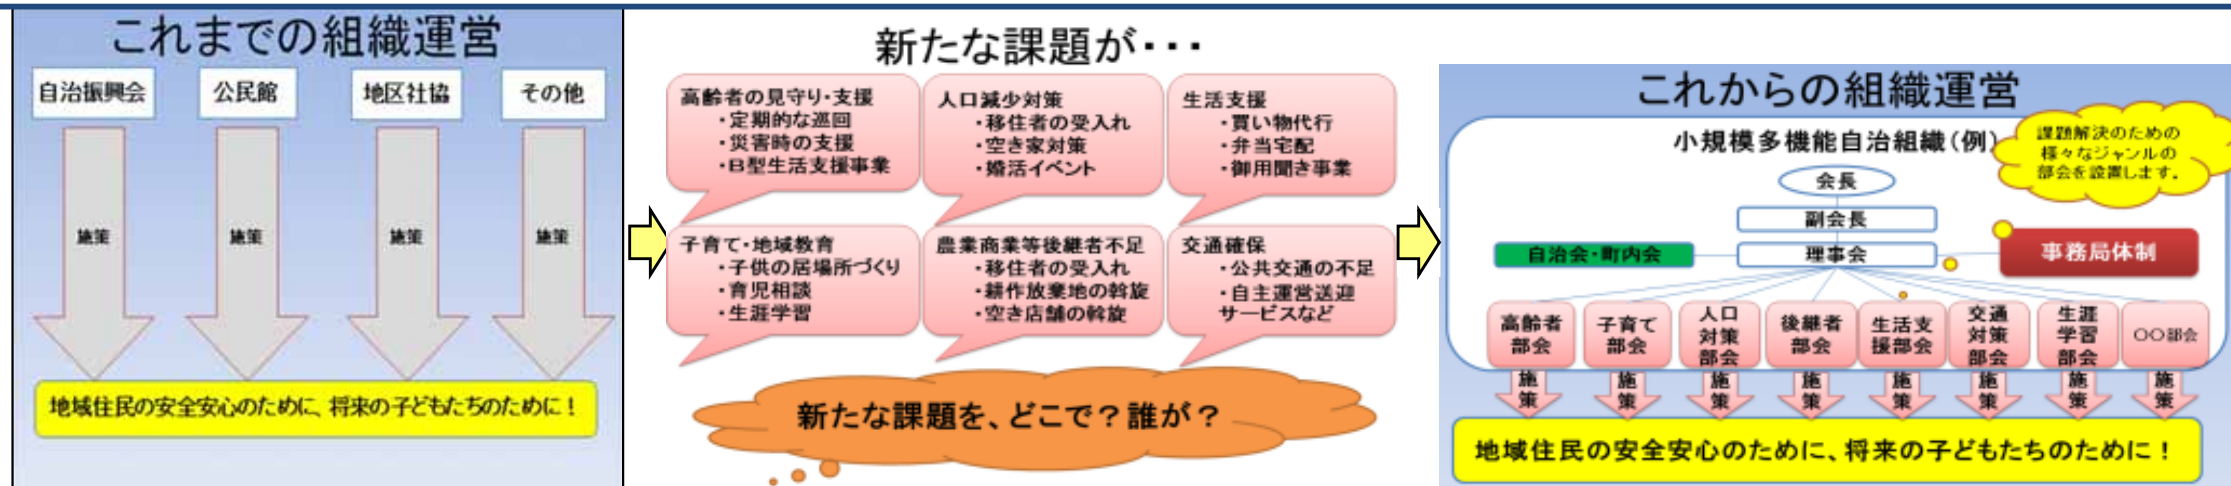 これまでの組織運営
自治振興会
公民館
地区社協
その他
施策
施策
施策
施策
地域住民の安全安心のために、将来の子どもたちのために！
新たな課題が・・・
高齢者の見守り・支援
・定期的な巡回
・災害時の支援
・B型生活支援事業
人口減少対策
・移住者の受入れ
・空き家対策
・婚活イベント
生活支援
・買い物代行
・弁当宅配
・御用聞き事業
子育て・地域教育
・子供の居場所づくり
・育児相談
・生涯学習
農業商業等後継者不足
・移住者の受入れ
・耕作放棄地の斡旋
・空き店舗の斡旋
交通確保
・公共交通の不足
・自主運営送迎
サービスなど
新たな課題を、どこで？誰が？
これからの組織運営
小規模多機能自治組織（例）
課題解決のための
様々なジャンルの
部会を設置します。
会長
副会長
自治会・町内会
理事会
事務局体制
高齢者
部会
子育て
部会
人口
対策
部会
後継者
部会
生活支
援部会
交通
対策
部会
生涯
学習
部会
〇〇部会
施策
施策
施策
施策
施策
施策
施策
施策
地域住民の安全安心のために、将来の子どもたちのために！